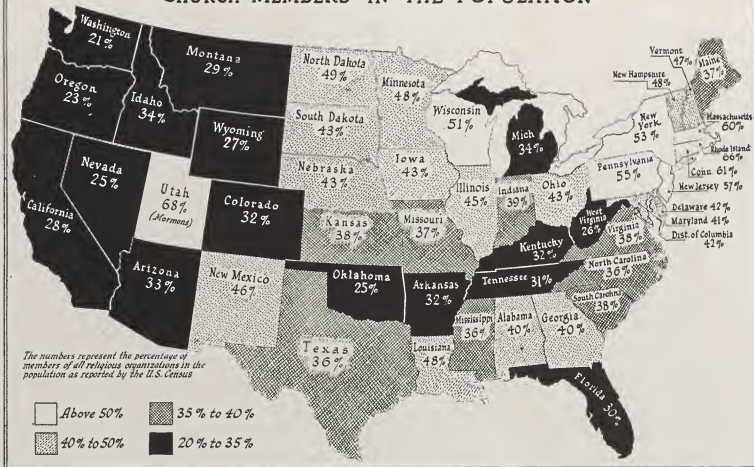 CHURCH MEMBERS IN THE POPULATION
Washington
21%
Oregon
23%
Idaho
34%
Montana
29%
Wyoming
27%
Nevada
25%
California
28%
Utah
68%
(Mormons)
Colorado
32%
Arizona
33%
New Mexico
46%
North Dakota
49%
South Dakota
43%
Nebraska
43%
Kansas
38%
Oklahoma
25%
Texas
36%
Minnesota
48%
Iowa
43%
Missouri
37%
Arkansas
32%
Louisiana
48%
Wisconsin
51%
Illinois
45%
Mich
34%
Indiana
39%
Ohio
43%
Kentucky
32%
Tennessee 31%
Mississippi
36%
Alabama
40%
Georgia
40%
Florida 30%
West
Virginia
26%
Virginia
38%
North Carolina
36%
South Carolina
38%
Pennsylvania
55%
New
York
53%
Vermont
47%
New Hampshire
48%
Maine
37%
Massachusetts
60%
Rhode Island
66%
Conn. 61%
New Jersey 57%
Delaware 42%
Maryland 41%
Dist. of Columbia
42%
The numbers represent the percentage of
members of all religious organizations in the
population as reported by the U.S. Census
Above 50%
35% to 40%
40% to 50%
20% to 35%